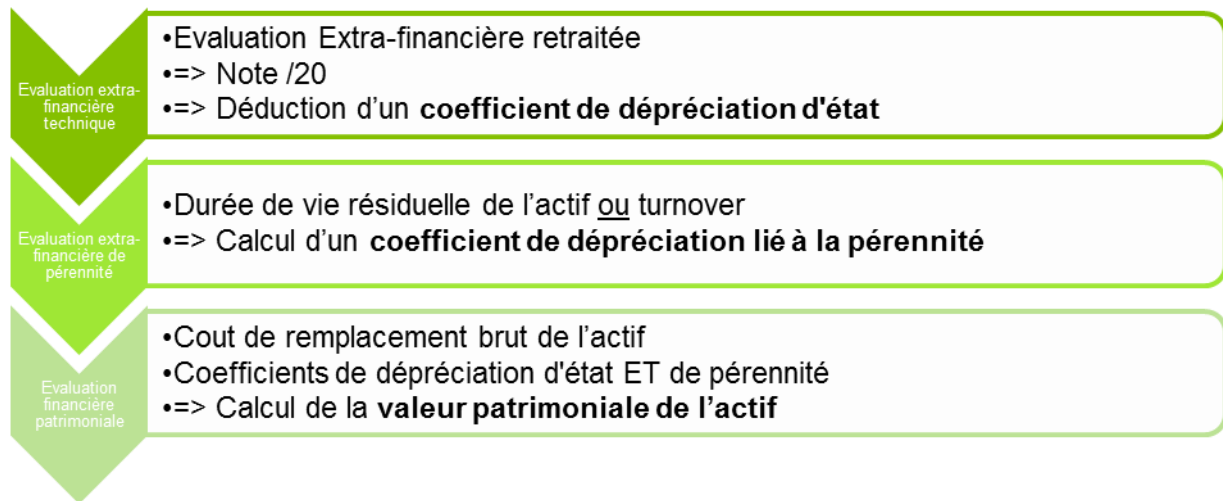 Evaluation extra-
financière
technique
•Evaluation Extra-financière retraitée
•=> Note /20
•=> Déduction d'un coefficient de dépréciation d'état
Evaluation extra-
financière de
pérennité
•Durée de vie résiduelle de l'actif ou turnover
•=> Calcul d'un coefficient de dépréciation lié à la pérennité
Evaluation
financière
patrimoniale
•Cout de remplacement brut de l'actif
•Coefficients de dépréciation d'état ET de pérennité
•=> Calcul de la valeur patrimoniale de l'actif